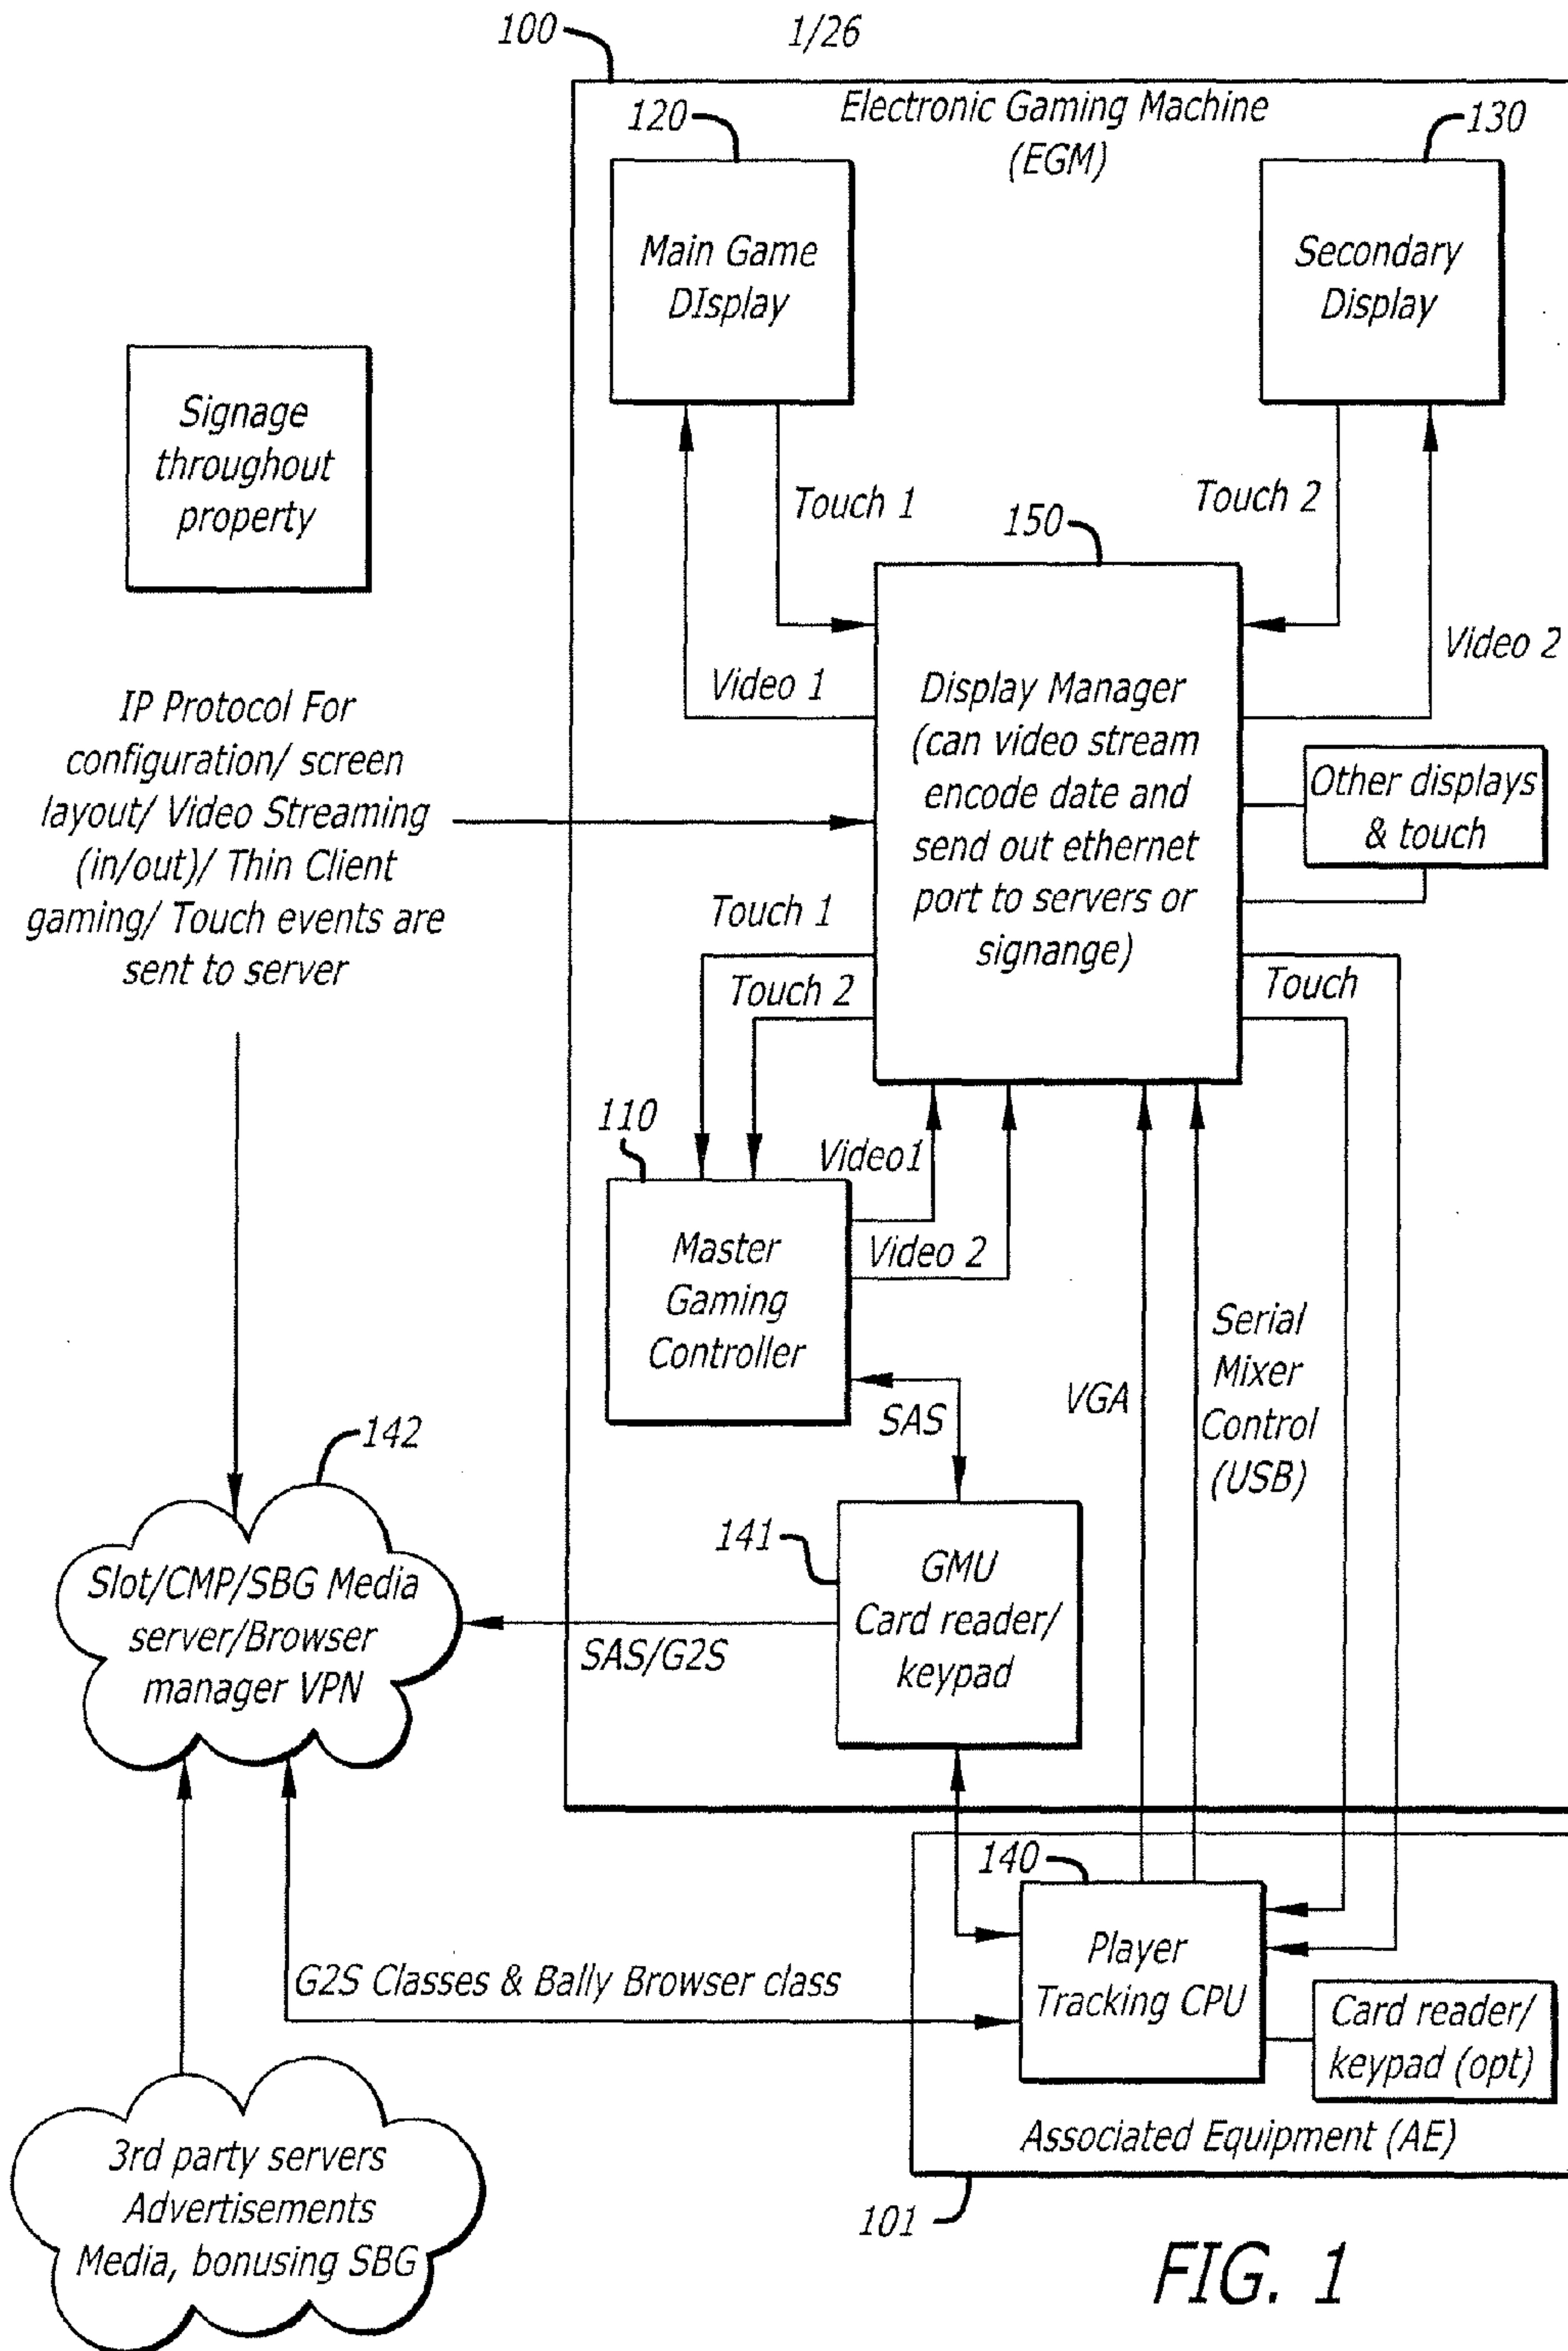 1/26
100
Electronic Gaming Machine
(EGM)
120
130
Main Game
DIsplay
Secondary
Display
Signage
throughout
property
Touch 1
Touch 2
150
Video 1
Video 2
IP Protocol For
configuration/ screen
layout/ Video Streaming
(in/out)/ Thin Client
gaming/ Touch events are
sent to server
Display Manager
(can video stream
encode date and
send out ethernet
port to servers or
signange)
Other displays
& touch
Touch 1
Touch 2
Touch
110
Video1
Video 2
Master
Gaming
Controller
SAS
VGA
Serial
Mixer
Control
(USB)
142
141
GMU
Card reader/
keypad
Slot/CMP/SBG Media
server/Browser
manager VPN
SAS/G2S
140
Player
Tracking CPU
G2S Classes & Bally Browser class
Card reader/
keypad (opt)
Associated Equipment (AE)
101
3rd party servers
Advertisements
Media, bonusing SBG
FIG. 1